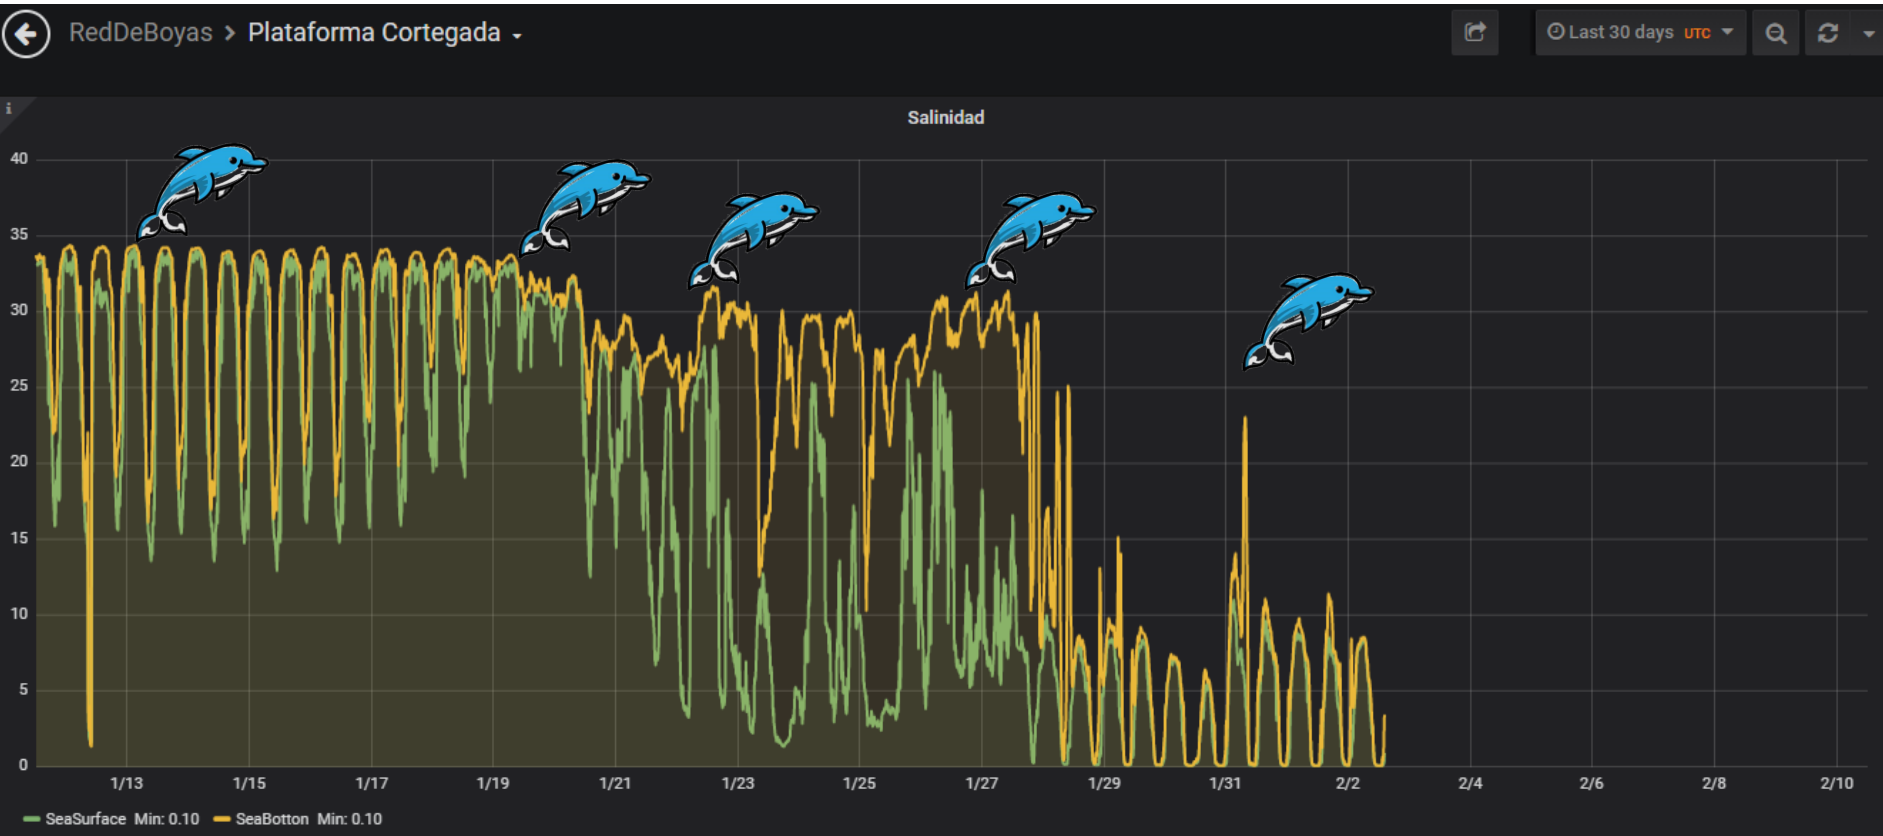 RedDeBoyas > Plataforma Cortegada
Last 30 days UTC
i
Salinidad
40
35
30
25
20
15
10
5
0
1/13 1/15 1/17 1/19 1/21 1/23 1/25 1/27 1/29 1/31 2/2 2/4 2/6 2/8 2/10
SeaSurface Min: 0.10 SeaBotton Min: 0.10